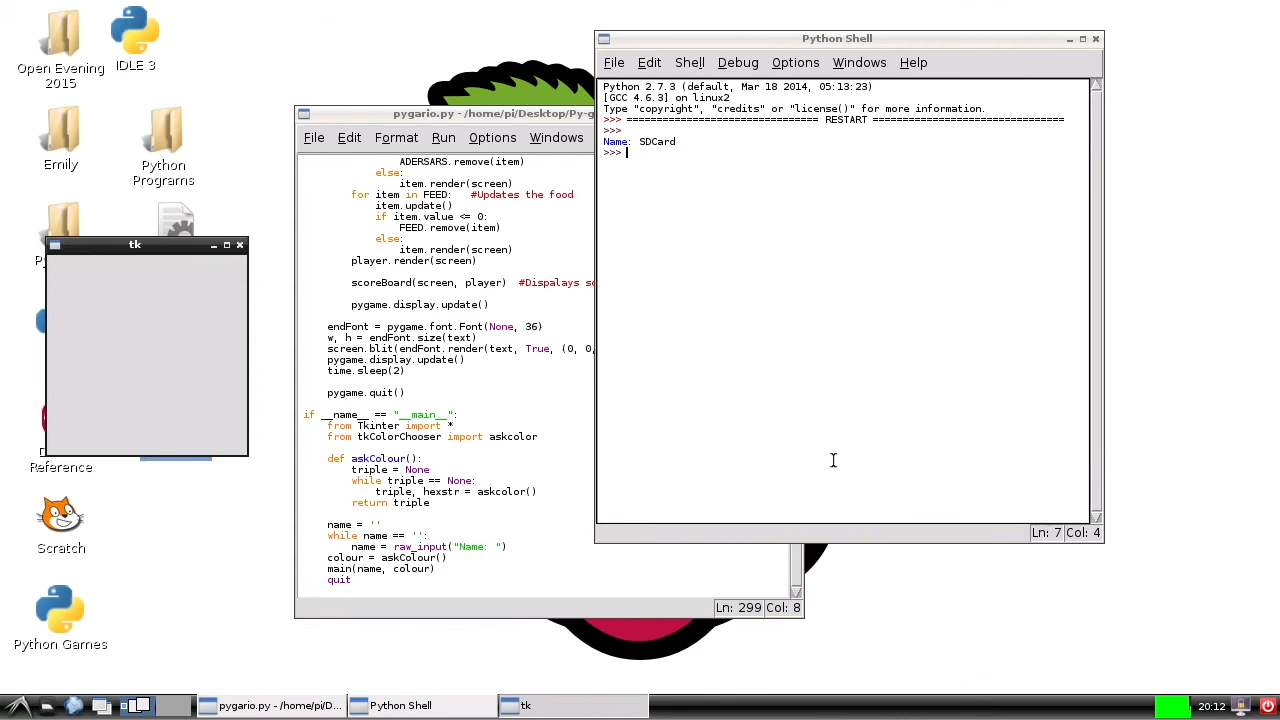 Open Evening
2015
IDLE 3
Emily
Python
Programs
Reference
Scratch
Python Games
tk
pygario.py - /home/pi/Desktop/Py-g
File Edit Format Run Options Windows
ADERSARS.remove(item)
else:
item.render(screen)
for item in FEED: #Updates the food
item.update()
if item.value <= 0:
FEED.remove(item)
else:
item.render(screen)
player.render(screen)
scoreBoard(screen, player) #Dispalays
pygame.display.update()
endFont = pygame.font.Font(None, 36)
w, h = endFont.size(text)
screen.blit(endFont.render(text, True, (0, 0,
pygame.display.update()
time.sleep(2)
pygame.quit()
if __name__ == "__main__":
from Tkinter import *
from tkColorChooser import askcolor
def askColour():
triple = None
while triple == None:
triple, hexstr = askcolor()
return triple
name = ''
while name == '':
name = raw_input("Name: ")
colour = askColour()
main(name, colour)
quit
Ln: 299 Col: 8
Python Shell
File Edit Shell Debug Options Windows Help
Python 2.7.3 (default, Mar 18 2014, 05:13:23)
[GCC 4.6.3] on linux2
Type "copyright", "credits" or "license()" for more information.
>>> ================================ RESTART ================================
>>>
Name: SDCard
>>>
Ln: 7 Col: 4
pygario.py - /home/pi/D...
Python Shell
tk
20:12